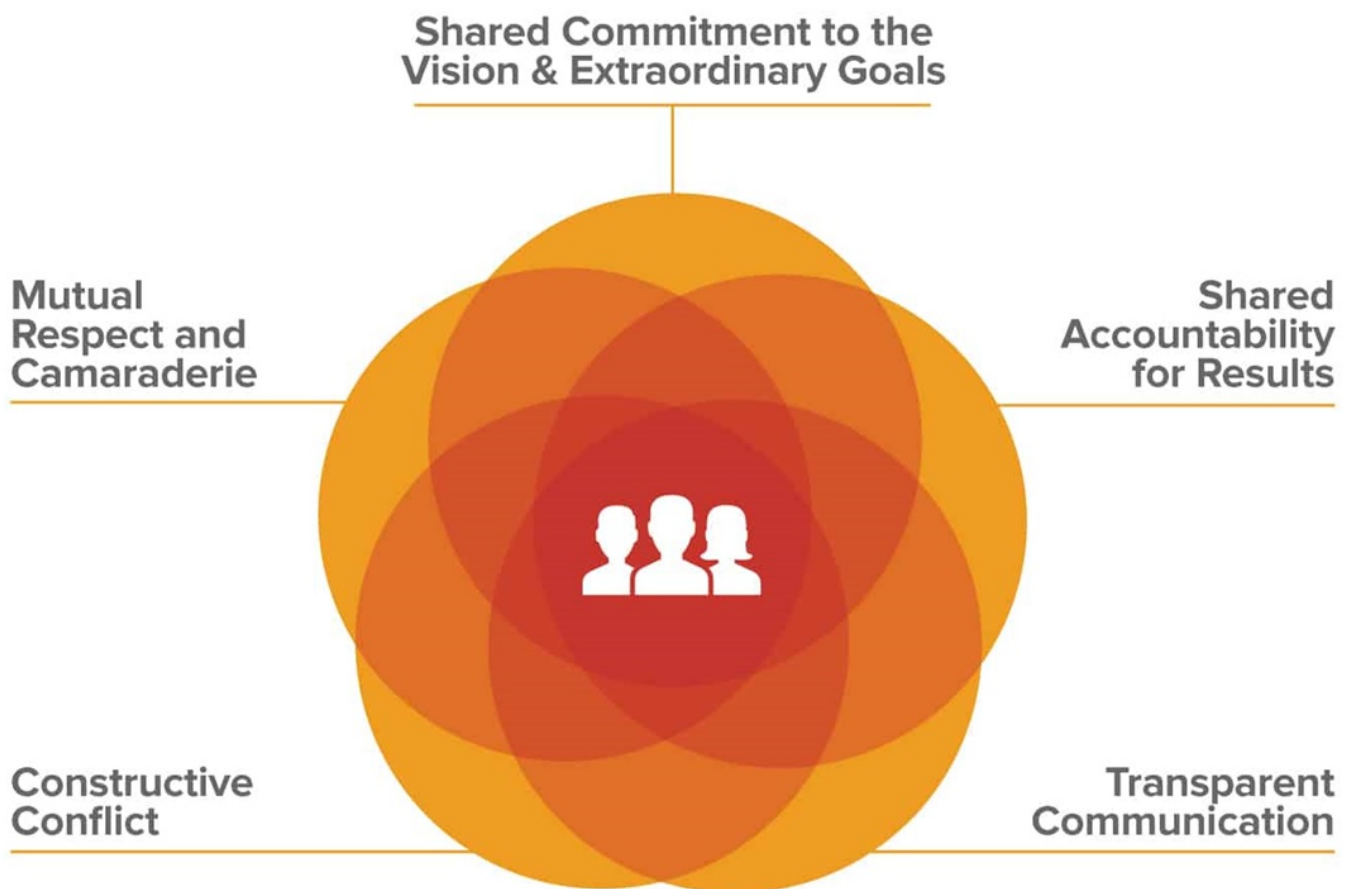 Shared Commitment to the
Vision & Extraordinary Goals
Mutual
Respect and
Camaraderie
Shared
Accountability
for Results
Constructive
Conflict
Transparent
Communication